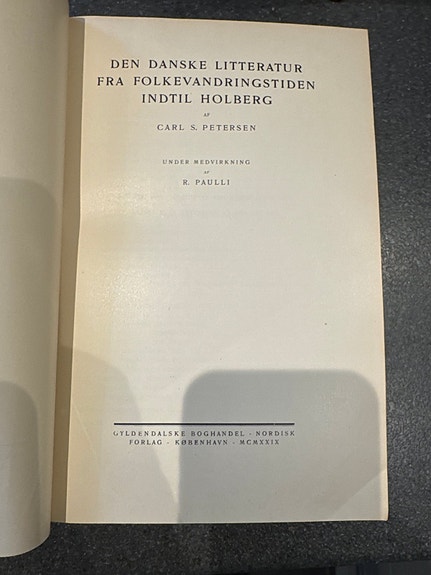 DEN DANSKE LITTERATUR
FRA FOLKEVANDRINGSTIDEN
INDTIL HOLBERG
AF
CARL S. PETERSEN
UNDER MEDVIRKNING
AF
R. PAULLI
GYLDENDALSKE BOGHANDEL - NORDISK
FORLAG - KØBENHAVN - MCMXXIX